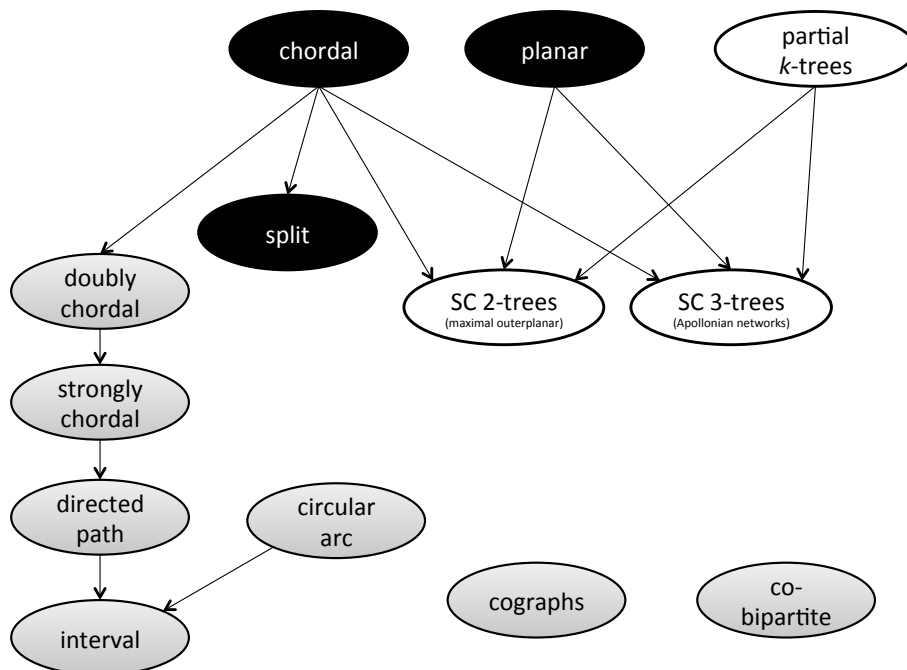 chordal
planar
partial
k-trees
split
doubly
chordal
SC 2-trees
(maximal outerplanar)
SC 3-trees
(Apollonian networks)
strongly
chordal
directed
path
circular
arc
cographs
co-
bipartite
interval